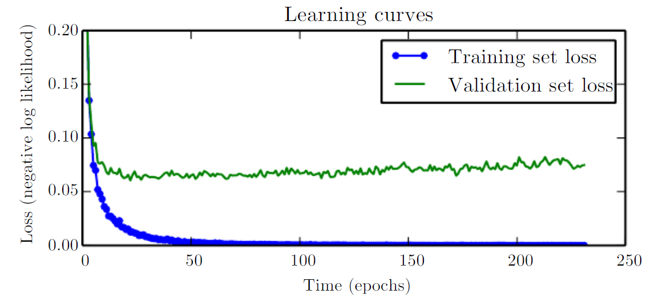 Learning curves
Loss (negative log likelihood)
0.20
0.15
0.10
0.05
0.00
Training set loss
Validation set loss
0 50 100 150 200 250
Time (epochs)